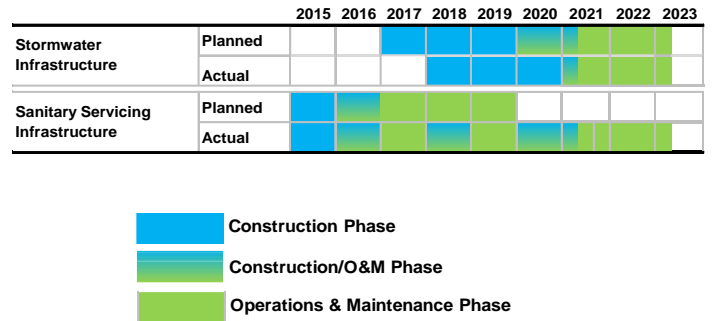 2015 2016 2017 2018 2019 2020 2021 2022 2023
Stormwater
Infrastructure
Planned
Actual
Sanitary Servicing
Infrastructure
Planned
Actual
Construction Phase
Construction/O&M Phase
Operations & Maintenance Phase